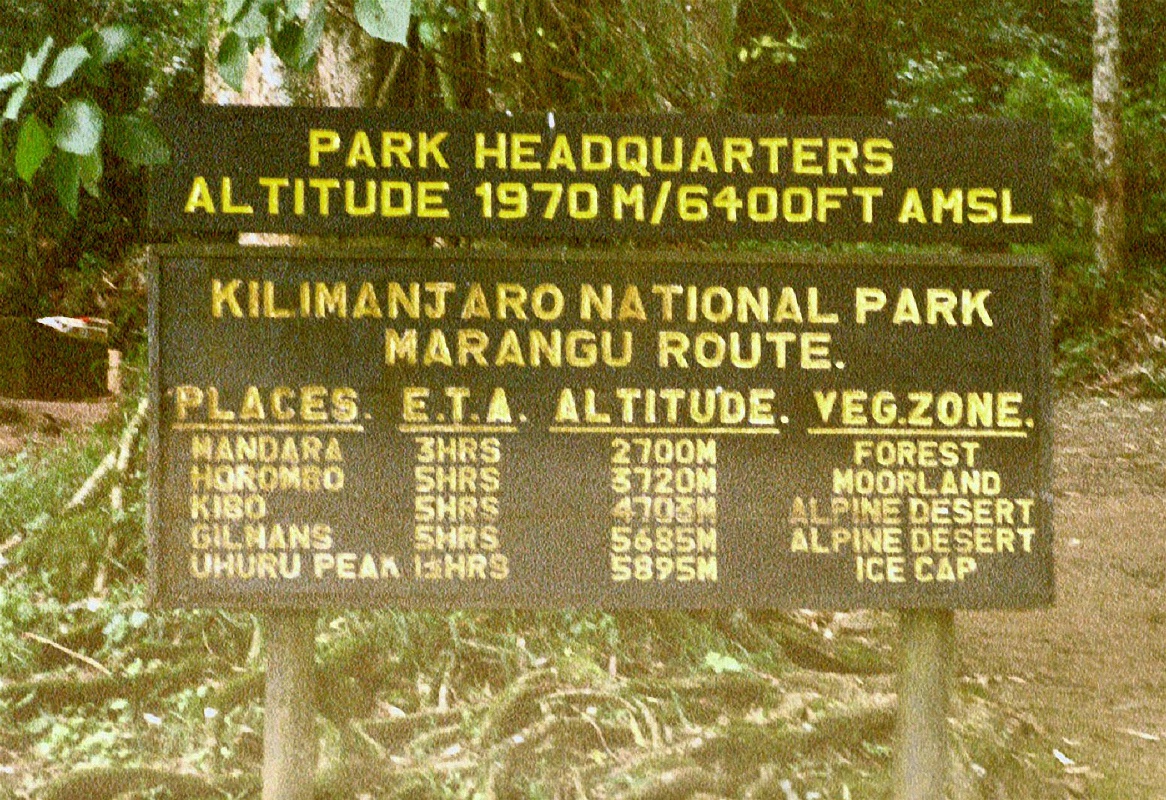 PARK HEADQUARTERS
ALTITUDE 1970 M/6400FT AMSL
KILIMANJARO NATIONAL PARK
MARANGU ROUTE.
PLACES. E.T.A. ALTITUDE. VEG.ZONE.
MANDARA 3HRS 2700M FOREST
HOROMBO 5HRS 3720M MOORLAND
KIBO 5HRS 4703M ALPINE DESERT
GILMANS 5HRS 5685M ALPINE DESERT
UHURU PEAK 1½HRS 5895M ICE CAP